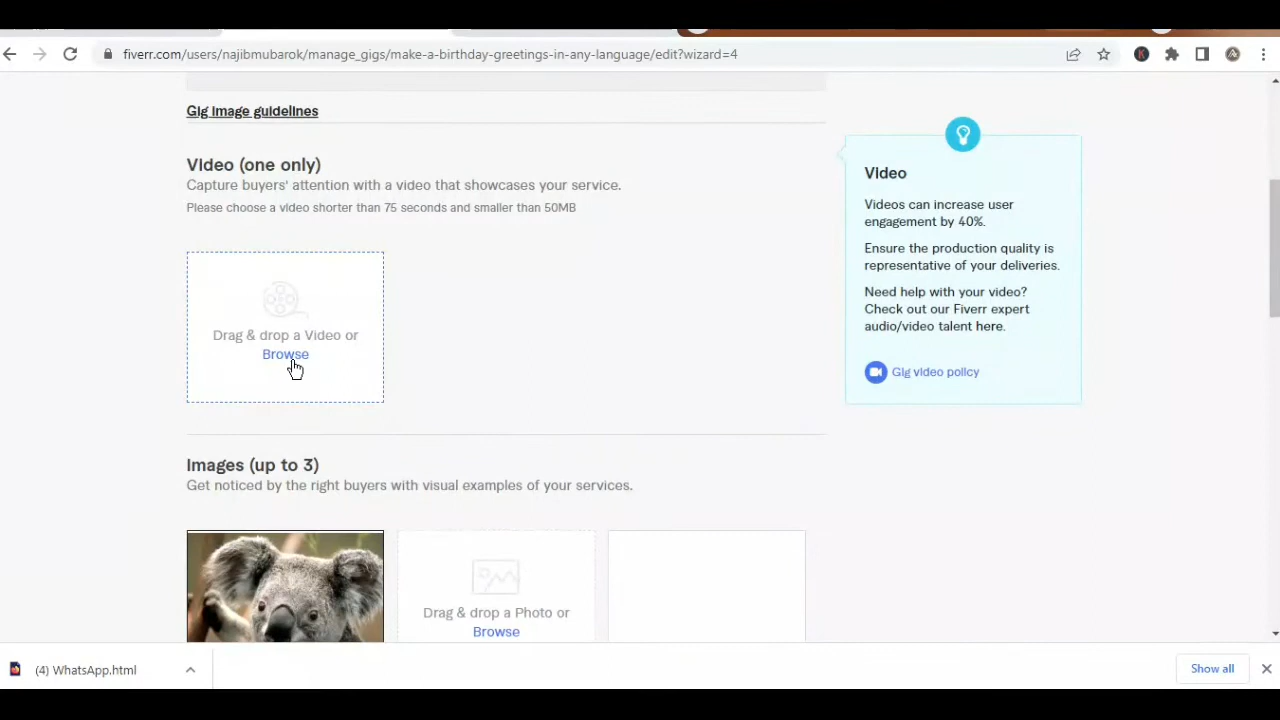 fiverr.com/users/najibmubarok/manage_gigs/make-a-birthday-greetings-in-any-language/edit?wizard=4
Gig image guidelines
Video (one only)
Capture buyers' attention with a video that showcases your service.
Please choose a video shorter than 75 seconds and smaller than 50MB
Drag & drop a Video or
Browse
Video
Videos can increase user
engagement by 40%.
Ensure the production quality is
representative of your deliveries.
Need help with your video?
Check out our Fiverr expert
audio/video talent here.
Gig video policy
Images (up to 3)
Get noticed by the right buyers with visual examples of your services.
Drag & drop a Photo or
Browse
(4) WhatsApp.html
Show all